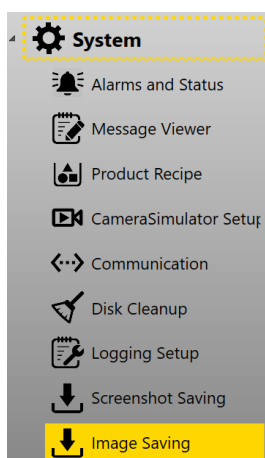 System
Alarms and Status
Message Viewer
Product Recipe
CameraSimulator Setup
Communication
Disk Cleanup
Logging Setup
Screenshot Saving
Image Saving